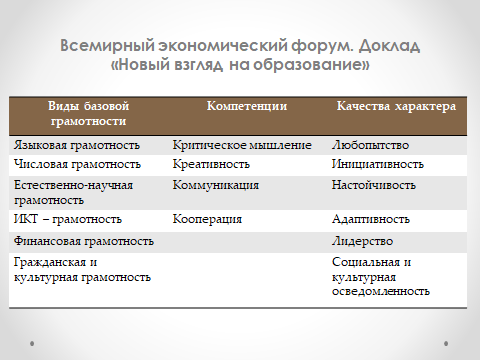 Всемирный экономический форум. Доклад
«Новый взгляд на образование»
Виды базовой грамотности Компетенции Качества характера
Языковая грамотность Критическое мышление Любопытство
Числовая грамотность Креативность Инициативность
Естественно-научная грамотность Коммуникация Настойчивость
ИКТ – грамотность Кооперация Адаптивность
Финансовая грамотность Лидерство
Гражданская и культурная грамотность Социальная и культурная осведомленность